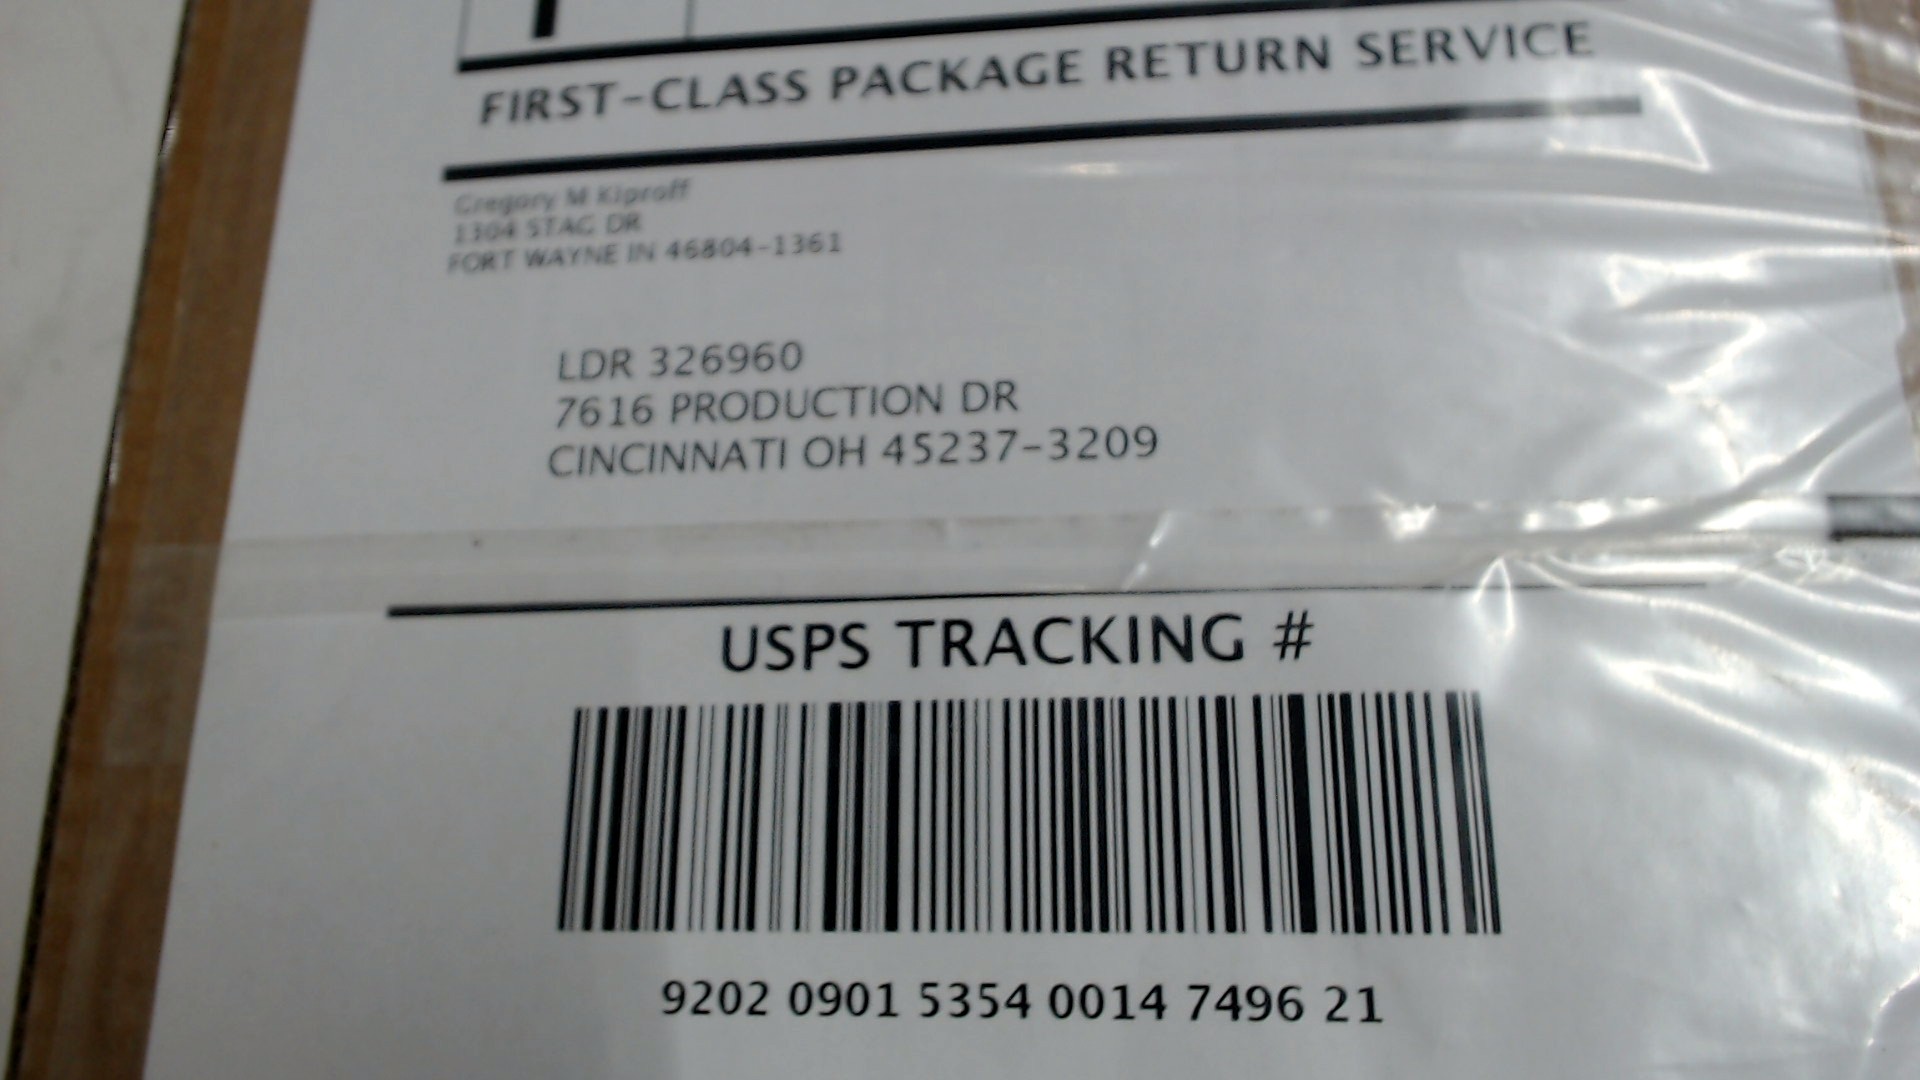 FIRST-CLASS PACKAGE RETURN SERVICE
Gregory M Kiproff
1304 STAG DR
FORT WAYNE IN 46804-1361
LDR 326960
7616 PRODUCTION DR
CINCINNATI OH 45237-3209
USPS TRACKING #
9202 0901 5354 0014 7496 21